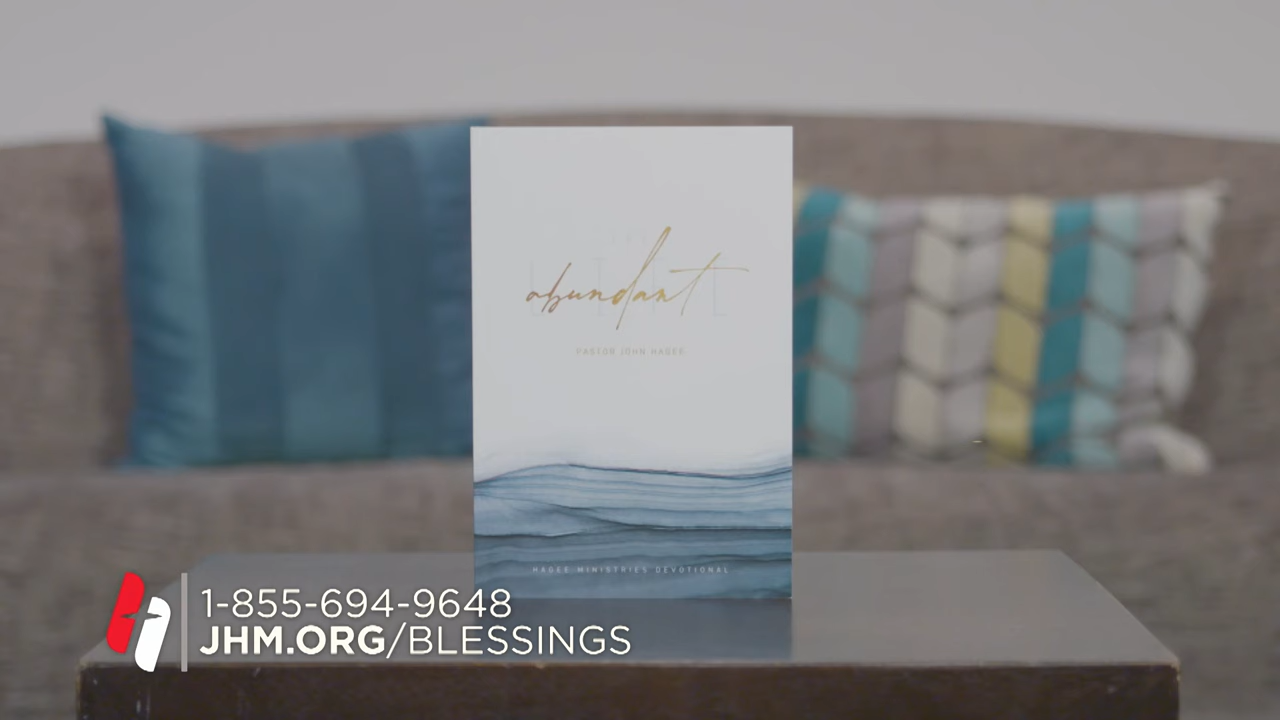 abundant
PASTOR JOHN HAGEE
HAGEE MINISTRIES DEVOTIONAL
1-855-694-9648
JHM.ORG/BLESSINGS